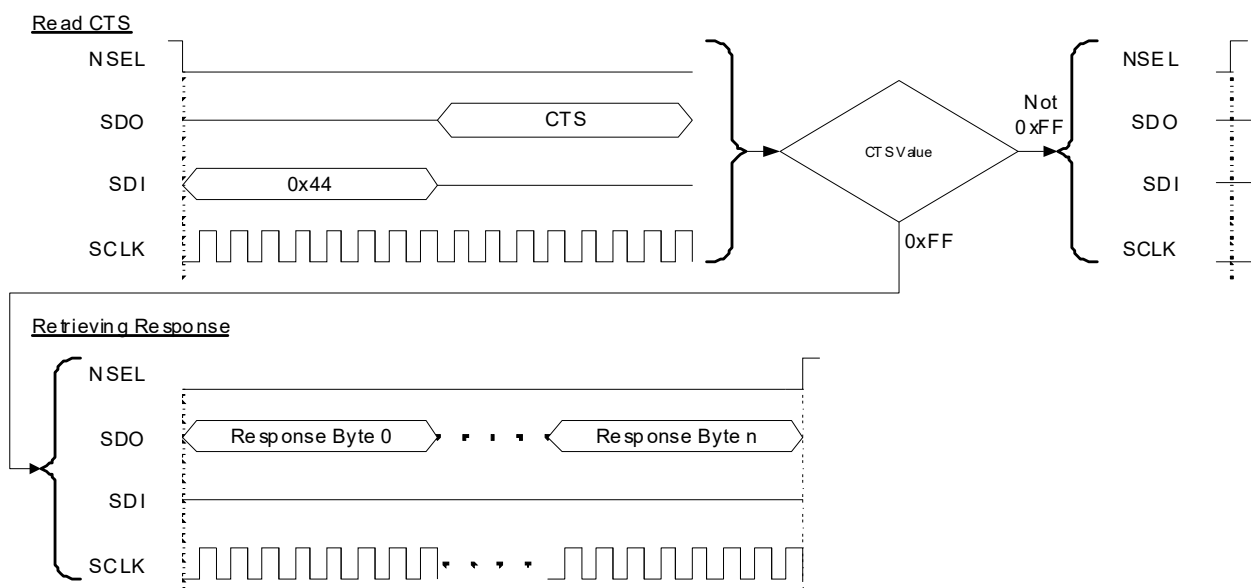 Read CTS
NSEL
SDO
CTS
SDI
0x44
SCLK
CTS Value
Not
0xFF
0xFF
NSEL
SDO
SDI
SCLK
Retrieving Response
NSEL
SDO
Response Byte 0
Response Byte n
SDI
SCLK